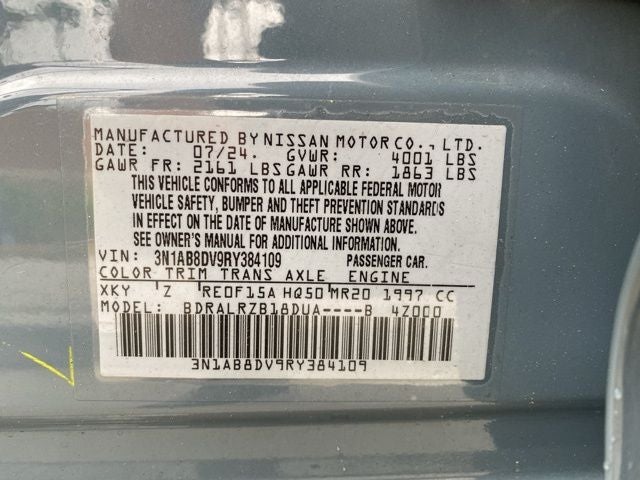 MANUFACTURED BY NISSAN MOTOR CO., LTD.
DATE: 07/24. GVWR: 4001 LBS
GAWR FR: 2161 LBS GAWR RR: 1863 LBS
THIS VEHICLE CONFORMS TO ALL APPLICABLE FEDERAL MOTOR
VEHICLE SAFETY, BUMPER AND THEFT PREVENTION STANDARDS
IN EFFECT ON THE DATE OF MANUFACTURE SHOWN ABOVE.
SEE OWNER'S MANUAL FOR ADDITIONAL INFORMATION.
VIN: 3N1AB8DV9RY384109 PASSENGER CAR.
COLOR TRIM TRANS AXLE ENGINE
XKY Z RE0F15A HQ50 MR20 1997 CC
MODEL: BDRALRZB18DUA----B 4Z000
3N1AB8DV9RY384109